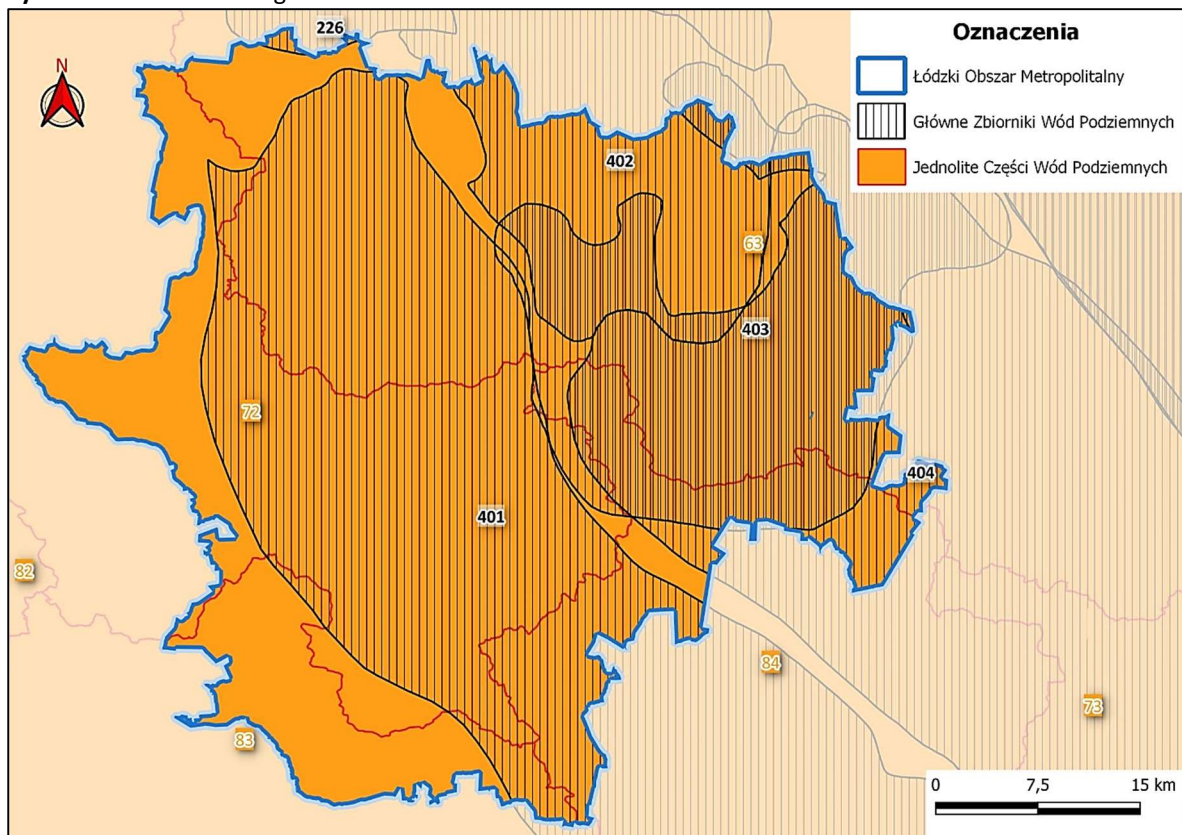 226
Oznaczenia
Łódzki Obszar Metropolitalny
Główne Zbiorniki Wód Podziemnych
Jednolite Części Wód Podziemnych
N
402
63
403
72
404
401
82
84
73
83
0 7,5 15 km